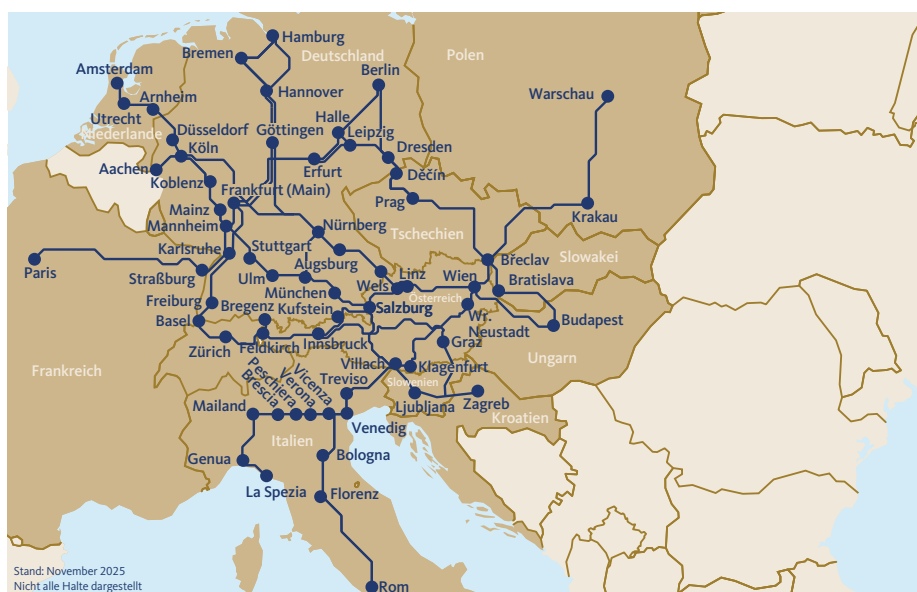 Hamburg
Bremen
Deutschland
Polen
Amsterdam
Berlin
Hannover
Warschau
Arnheim
Utrecht
Halle
Niederlande
Düsseldorf
Göttingen
Leipzig
Köln
Dresden
Aachen
Erfurt
Děčín
Koblenz
Frankfurt (Main)
Prag
Mainz
Krakau
Mannheim
Nürnberg
Tschechien
Karlsruhe
Stuttgart
Slowakei
Břeclav
Paris
Straßburg
Augsburg
Ulm
Linz
Wien
Wels
Bratislava
München
Österreich
Freiburg
Bregenz
Kufstein
Salzburg
Wr.
Neustadt
Basel
Budapest
Zürich
Feldkirch
Innsbruck
Graz
Ungarn
Villach
Klagenfurt
Frankreich
Vicenza
Verona
Peschiera
Brescia
Treviso
Slowenien
Mailand
Ljubljana
Zagreb
Kroatien
Venedig
Italien
Genua
Bologna
La Spezia
Florenz
Stand: November 2025
Nicht alle Halte dargestellt
Rom